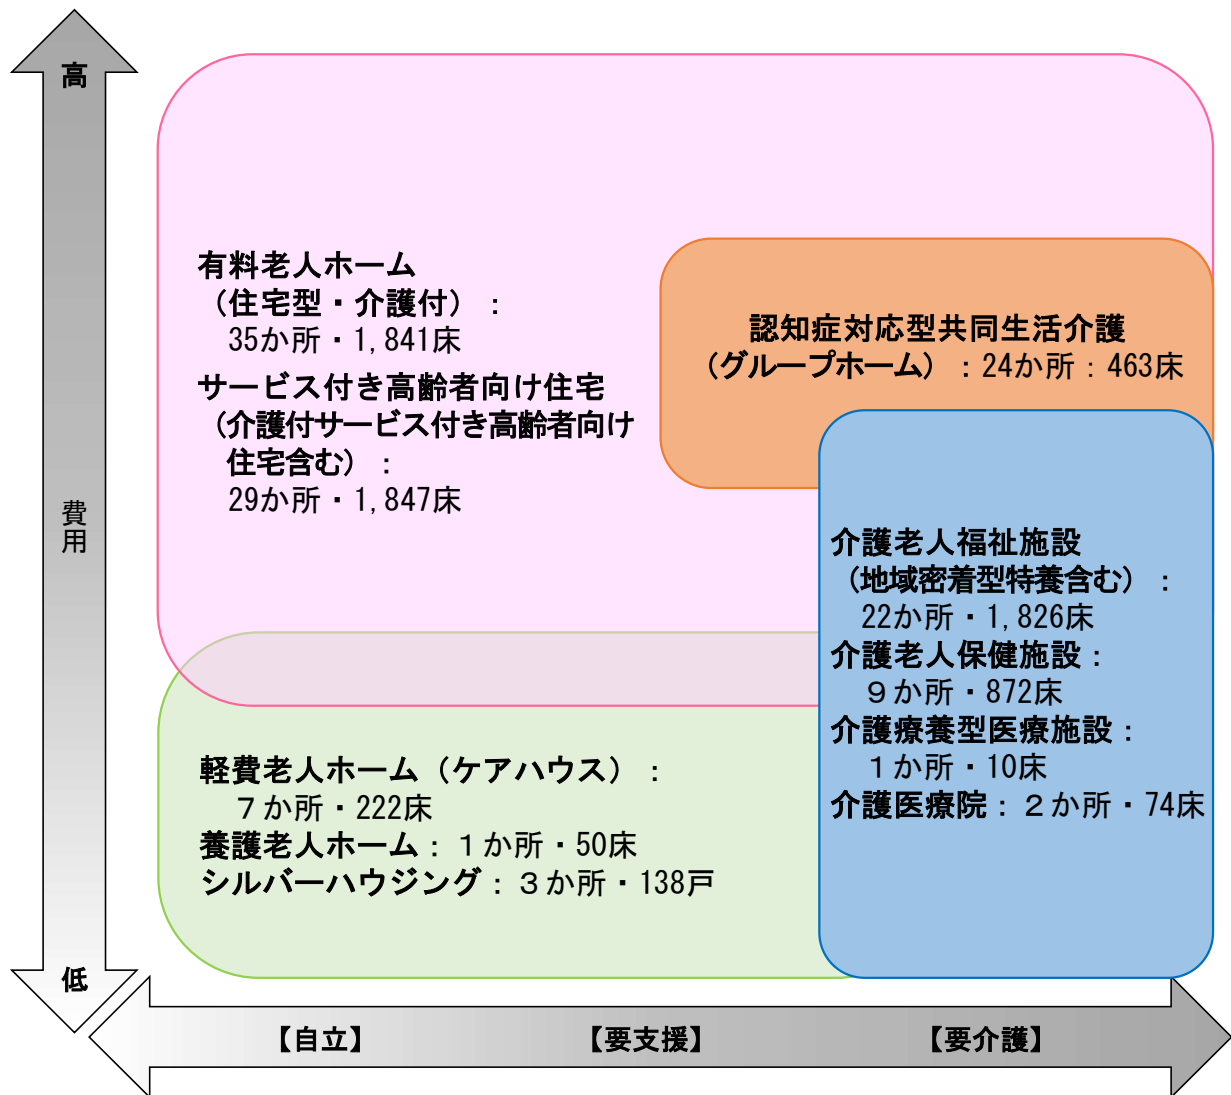 高
費用
低
有料老人ホーム
（住宅型・介護付）：
35か所・1,841床
サービス付き高齢者向け住宅
（介護付サービス付き高齢者向け
住宅含む）：
29か所・1,847床
認知症対応型共同生活介護
（グループホーム）：24か所：463床
介護老人福祉施設
（地域密着型特養含む）：
22か所・1,826床
介護老人保健施設：
９か所・872床
介護療養型医療施設：
１か所・10床
介護医療院：２か所・74床
軽費老人ホーム（ケアハウス）：
７か所・222床
養護老人ホーム：１か所・50床
シルバーハウジング：３か所・138戸
【自立】 【要支援】 【要介護】